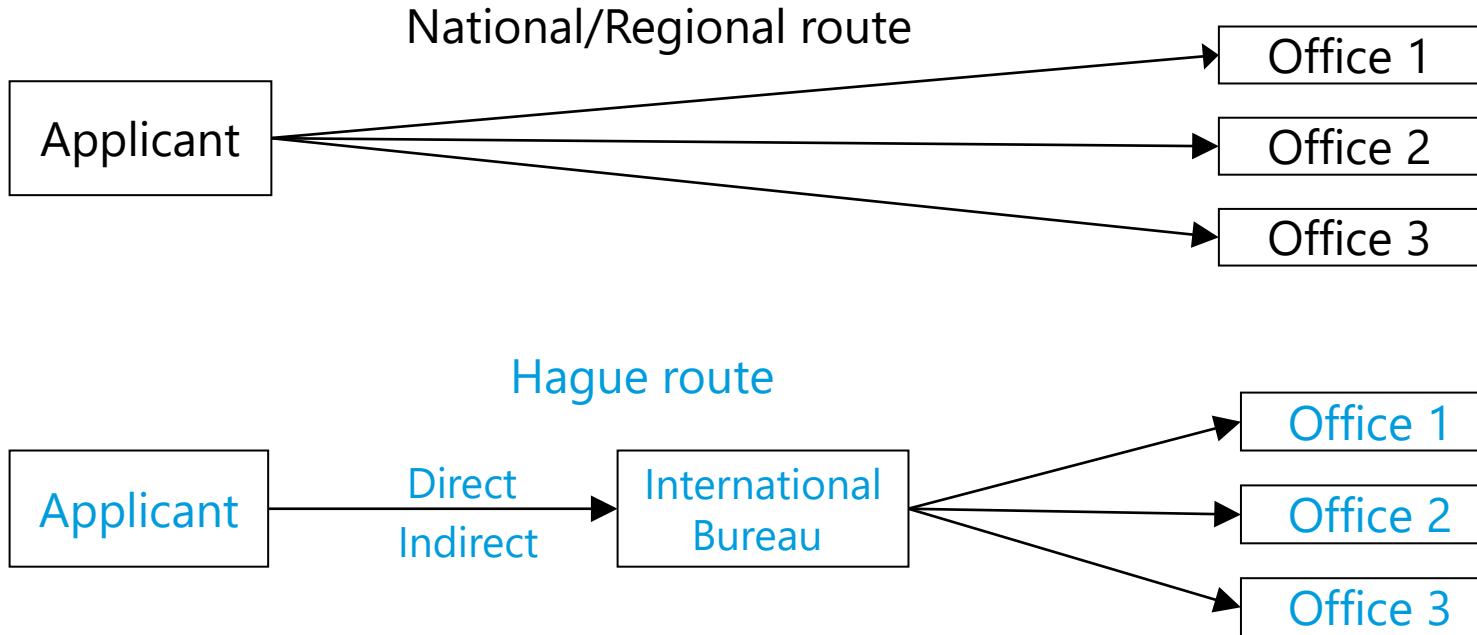 National/Regional route
Applicant
Office 1
Office 2
Office 3
Hague route
Applicant
Direct
Indirect
International
Bureau
Office 1
Office 2
Office 3